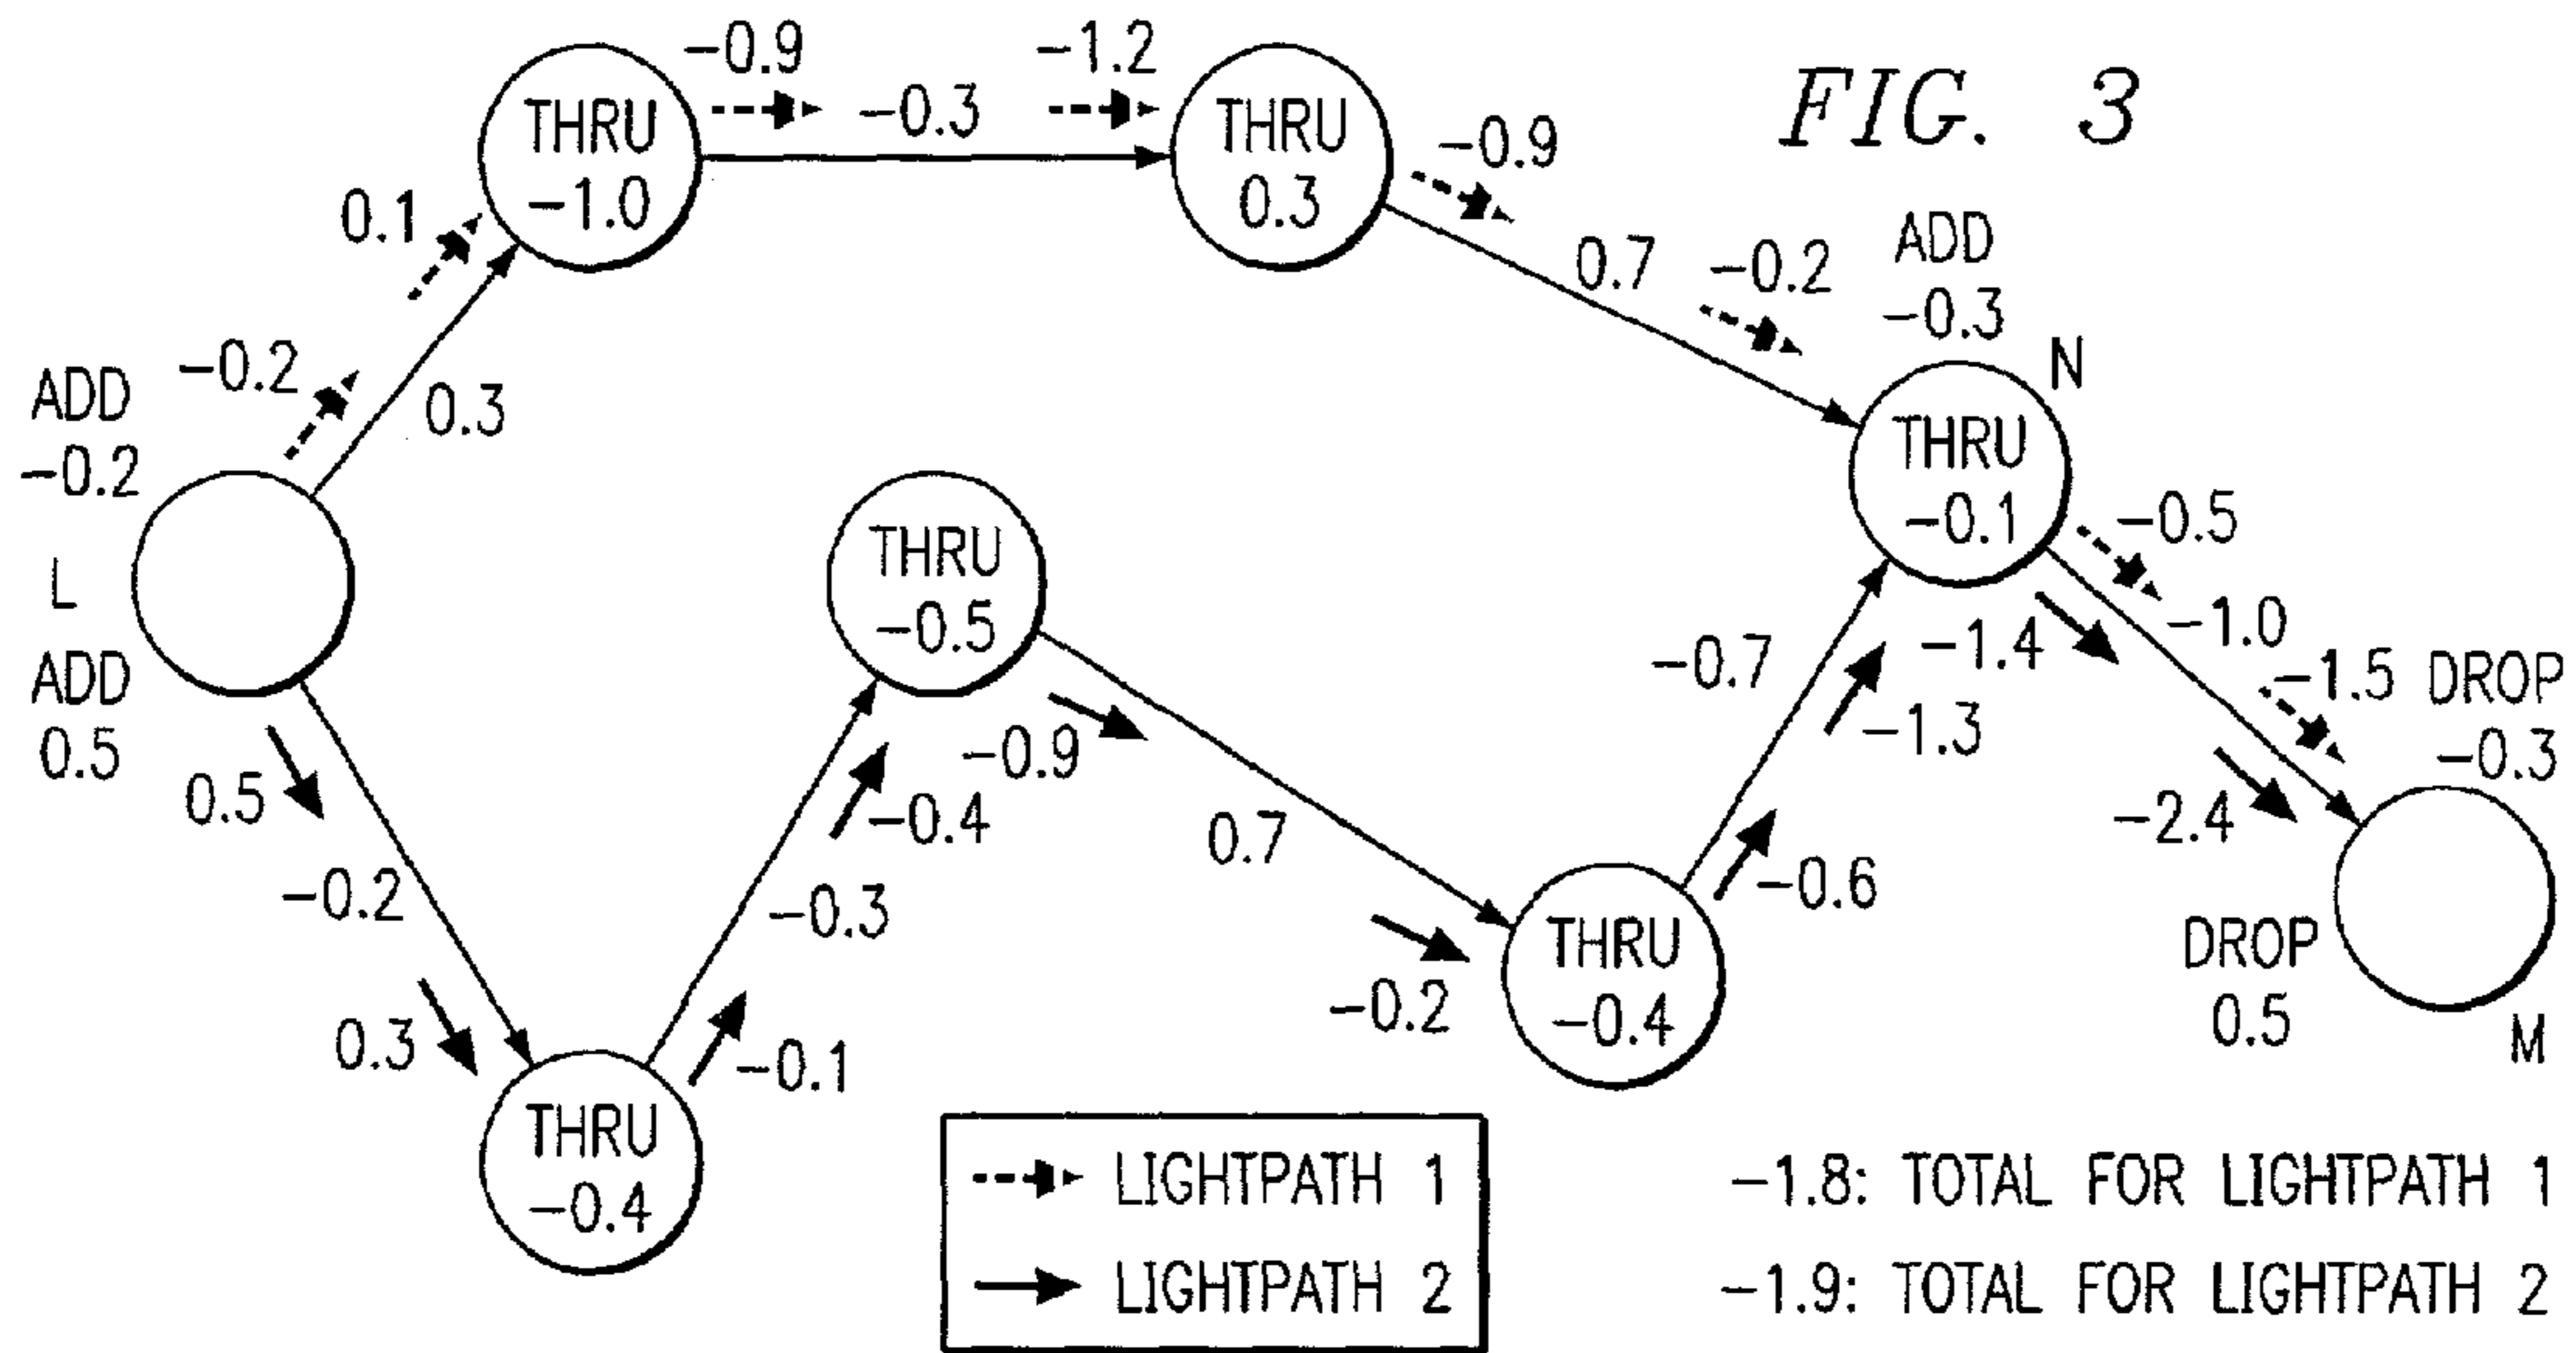 FIG. 3
-0.9
-1.2
THRU
-1.0
-0.3
THRU
0.3
-0.9
0.1
0.7
-0.2
ADD
-0.3
N
ADD
-0.2
-0.2
0.3
THRU
-0.1
-0.5
L
THRU
-0.5
-0.7
-1.4
-1.0
ADD
0.5
0.5
-0.9
-0.4
0.7
-1.3
-1.5
DROP
-0.3
-2.4
-0.2
-0.3
-0.6
THRU
-0.4
-0.2
DROP
0.5
M
0.3
-0.1
THRU
-0.4
LIGHTPATH 1
LIGHTPATH 2
-1.8: TOTAL FOR LIGHTPATH 1
-1.9: TOTAL FOR LIGHTPATH 2